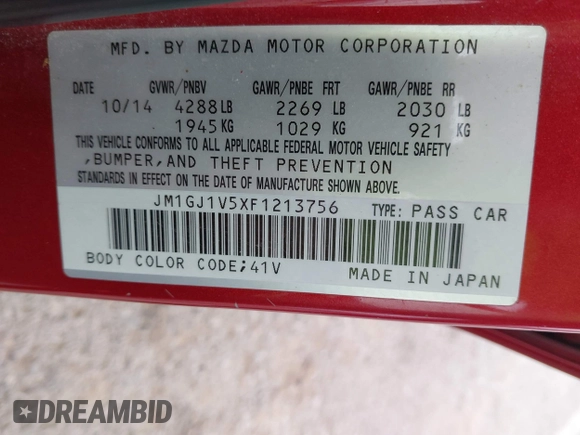 MFD. BY MAZDA MOTOR CORPORATION
DATE GVWR/PNBV GAWR/PNBE FRT GAWR/PNBE RR
10/14 4288 LB 2269 LB 2030 LB
1945 KG 1029 KG 921 KG
THIS VEHICLE CONFORMS TO ALL APPLICABLE FEDERAL MOTOR VEHICLE SAFETY
,BUMPER,AND THEFT PREVENTION
STANDARDS IN EFFECT ON THE DATE OF MANUFACTURE SHOWN ABOVE.
JM1GJ1V5XF1213756 TYPE: PASS CAR
BODY COLOR CODE;41V MADE IN JAPAN
DREAMBID